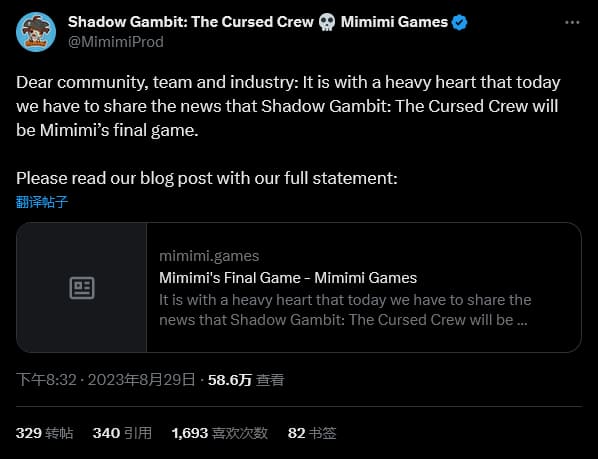 Shadow Gambit: The Cursed Crew 💀 Mimimi Games
@MimimiProd
Dear community, team and industry: It is with a heavy heart that today
we have to share the news that Shadow Gambit: The Cursed Crew will
be Mimimi’s final game.
Please read our blog post with our full statement:
翻译帖子
mimimi.games
Mimimi's Final Game - Mimimi Games
It is with a heavy heart that today we have to share the
news that Shadow Gambit: The Cursed Crew will be ...
下午8:32 · 2023年8月29日 · 58.6万 查看
329 转帖 340 引用 1,693 喜欢次数 82 书签